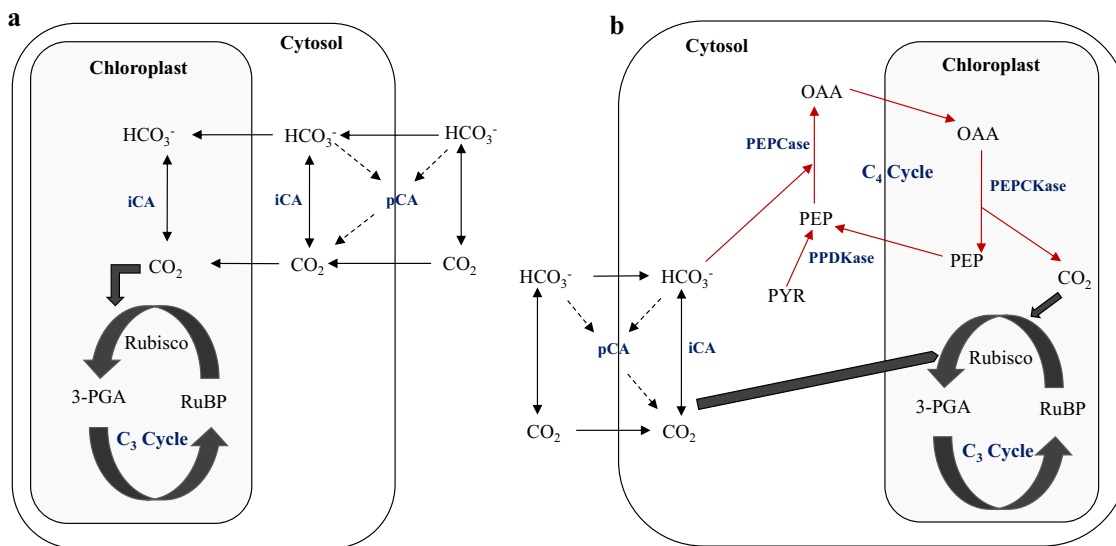 a
Cytosol
Chloroplast
HCO₃⁻
HCO₃⁻
HCO₃⁻
iCA
iCA
pCA
CO₂
CO₂
CO₂
Rubisco
3-PGA
RuBP
C₃ Cycle
b
Cytosol
Chloroplast
OAA
OAA
PEPCase
C₄ Cycle
PEPCKase
PEP
PPDKase
PEP
PYR
CO₂
HCO₃⁻
HCO₃⁻
pCA
iCA
CO₂
CO₂
Rubisco
3-PGA
RuBP
C₃ Cycle